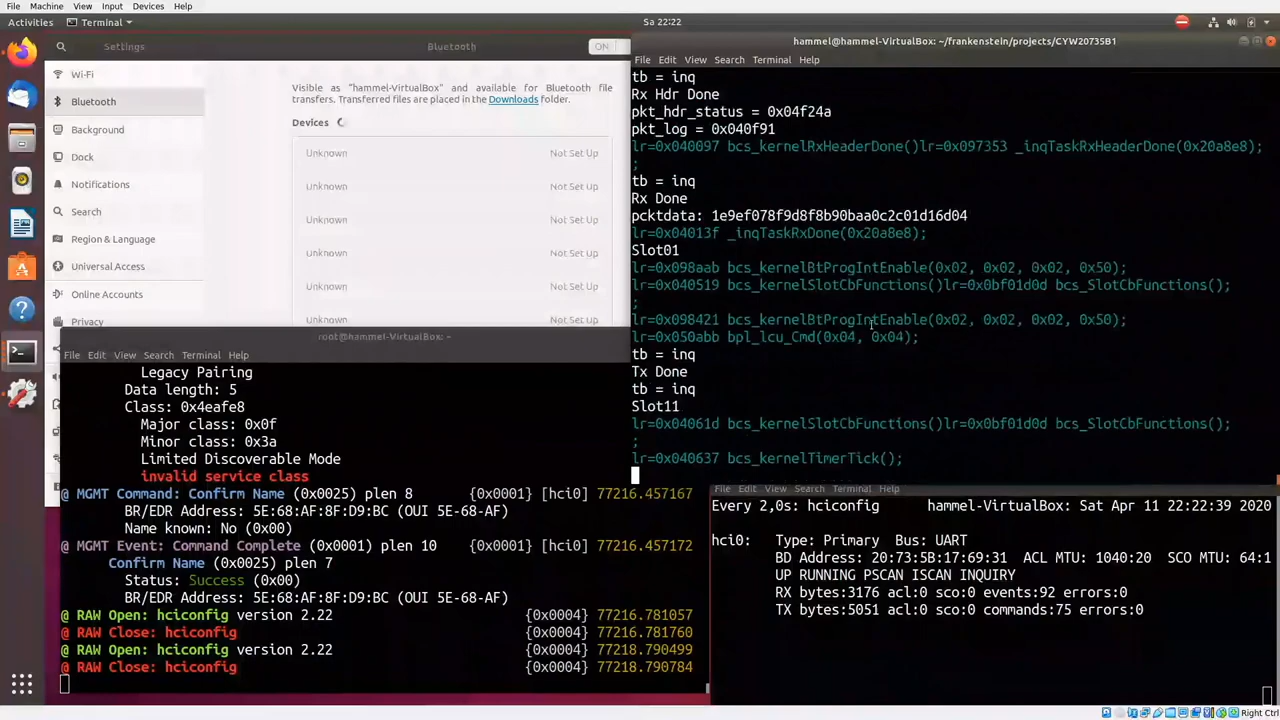 File Machine View Input Devices Help
Activities Terminal Sa 22:22
Settings Bluetooth ON
Wi-Fi
Bluetooth
Background
Dock
Notifications
Search
Region & Language
Universal Access
Online Accounts
Privacy
Visible as "hammel-VirtualBox" and available for Bluetooth file
transfers. Transferred files are placed in the Downloads folder.
Devices
Unknown Not Set Up
Unknown Not Set Up
Unknown Not Set Up
Unknown Not Set Up
Unknown Not Set Up
Unknown Not Set Up
hammel@hammel-VirtualBox: ~/frankenstein/projects/CYW20735B1
File Edit View Search Terminal Help
tb = inq
Rx Hdr Done
pkt_hdr_status = 0x04f24a
pkt_log = 0x040f91
lr=0x040097 bcs_kernelRxHeaderDone()lr=0x097353 _inqTaskRxHeaderDone(0x20a8e8);
;
tb = inq
Rx Done
pcktdata: 1e9ef078f9d8f8b90baa0c2c01d16d04
lr=0x04013f _inqTaskRxDone(0x20a8e8);
Slot01
lr=0x098aab bcs_kernelBtProgIntEnable(0x02, 0x02, 0x02, 0x50);
lr=0x040519 bcs_kernelSlotCbFunctions()lr=0x0bf01d0d bcs_SlotCbFunctions();
;
lr=0x098421 bcs_kernelBtProgIntEnable(0x02, 0x02, 0x02, 0x50);
lr=0x050abb bpl_lcu_Cmd(0x04, 0x04);
tb = inq
Tx Done
tb = inq
Slot11
lr=0x04061d bcs_kernelSlotCbFunctions()lr=0x0bf01d0d bcs_SlotCbFunctions();
;
lr=0x040637 bcs_kernelTimerTick();
root@hammel-VirtualBox: ~
File Edit View Search Terminal Help
Legacy Pairing
Data length: 5
Class: 0x4eafe8
Major class: 0x0f
Minor class: 0x3a
Limited Discoverable Mode
invalid service class
@ MGMT Command: Confirm Name (0x0025) plen 8 {0x0001} [hci0] 77216.457167
BR/EDR Address: 5E:68:AF:8F:D9:BC (OUI 5E-68-AF)
Name known: No (0x00)
@ MGMT Event: Command Complete (0x0001) plen 10 {0x0001} [hci0] 77216.457172
Confirm Name (0x0025) plen 7
Status: Success (0x00)
BR/EDR Address: 5E:68:AF:8F:D9:BC (OUI 5E-68-AF)
@ RAW Open: hciconfig version 2.22 {0x0004} 77216.781057
@ RAW Close: hciconfig {0x0004} 77216.781760
@ RAW Open: hciconfig version 2.22 {0x0004} 77218.790499
@ RAW Close: hciconfig {0x0004} 77218.790784
File Edit View Search Terminal Help
Every 2,0s: hciconfig hammel-VirtualBox: Sat Apr 11 22:22:39 2020
hci0: Type: Primary Bus: UART
BD Address: 20:73:5B:17:69:31 ACL MTU: 1040:20 SCO MTU: 64:1
UP RUNNING PSCAN ISCAN INQUIRY
RX bytes:3176 acl:0 sco:0 events:92 errors:0
TX bytes:5051 acl:0 sco:0 commands:75 errors:0
Right Ctrl